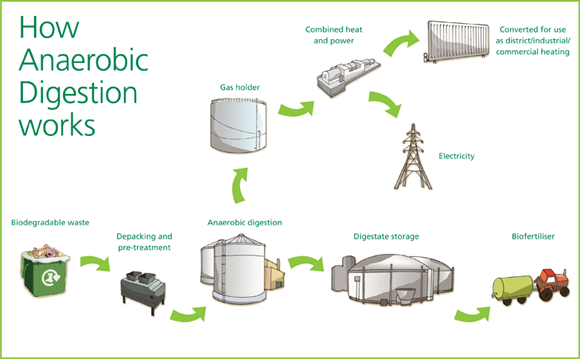 How
Anaerobic
Digestion
works
Combined heat
and power
Converted for use
as district/industrial/
commercial heating
Gas holder
Electricity
Biodegradable waste
Depacking and
pre-treatment
Anaerobic digestion
Digestate storage
Biofertiliser